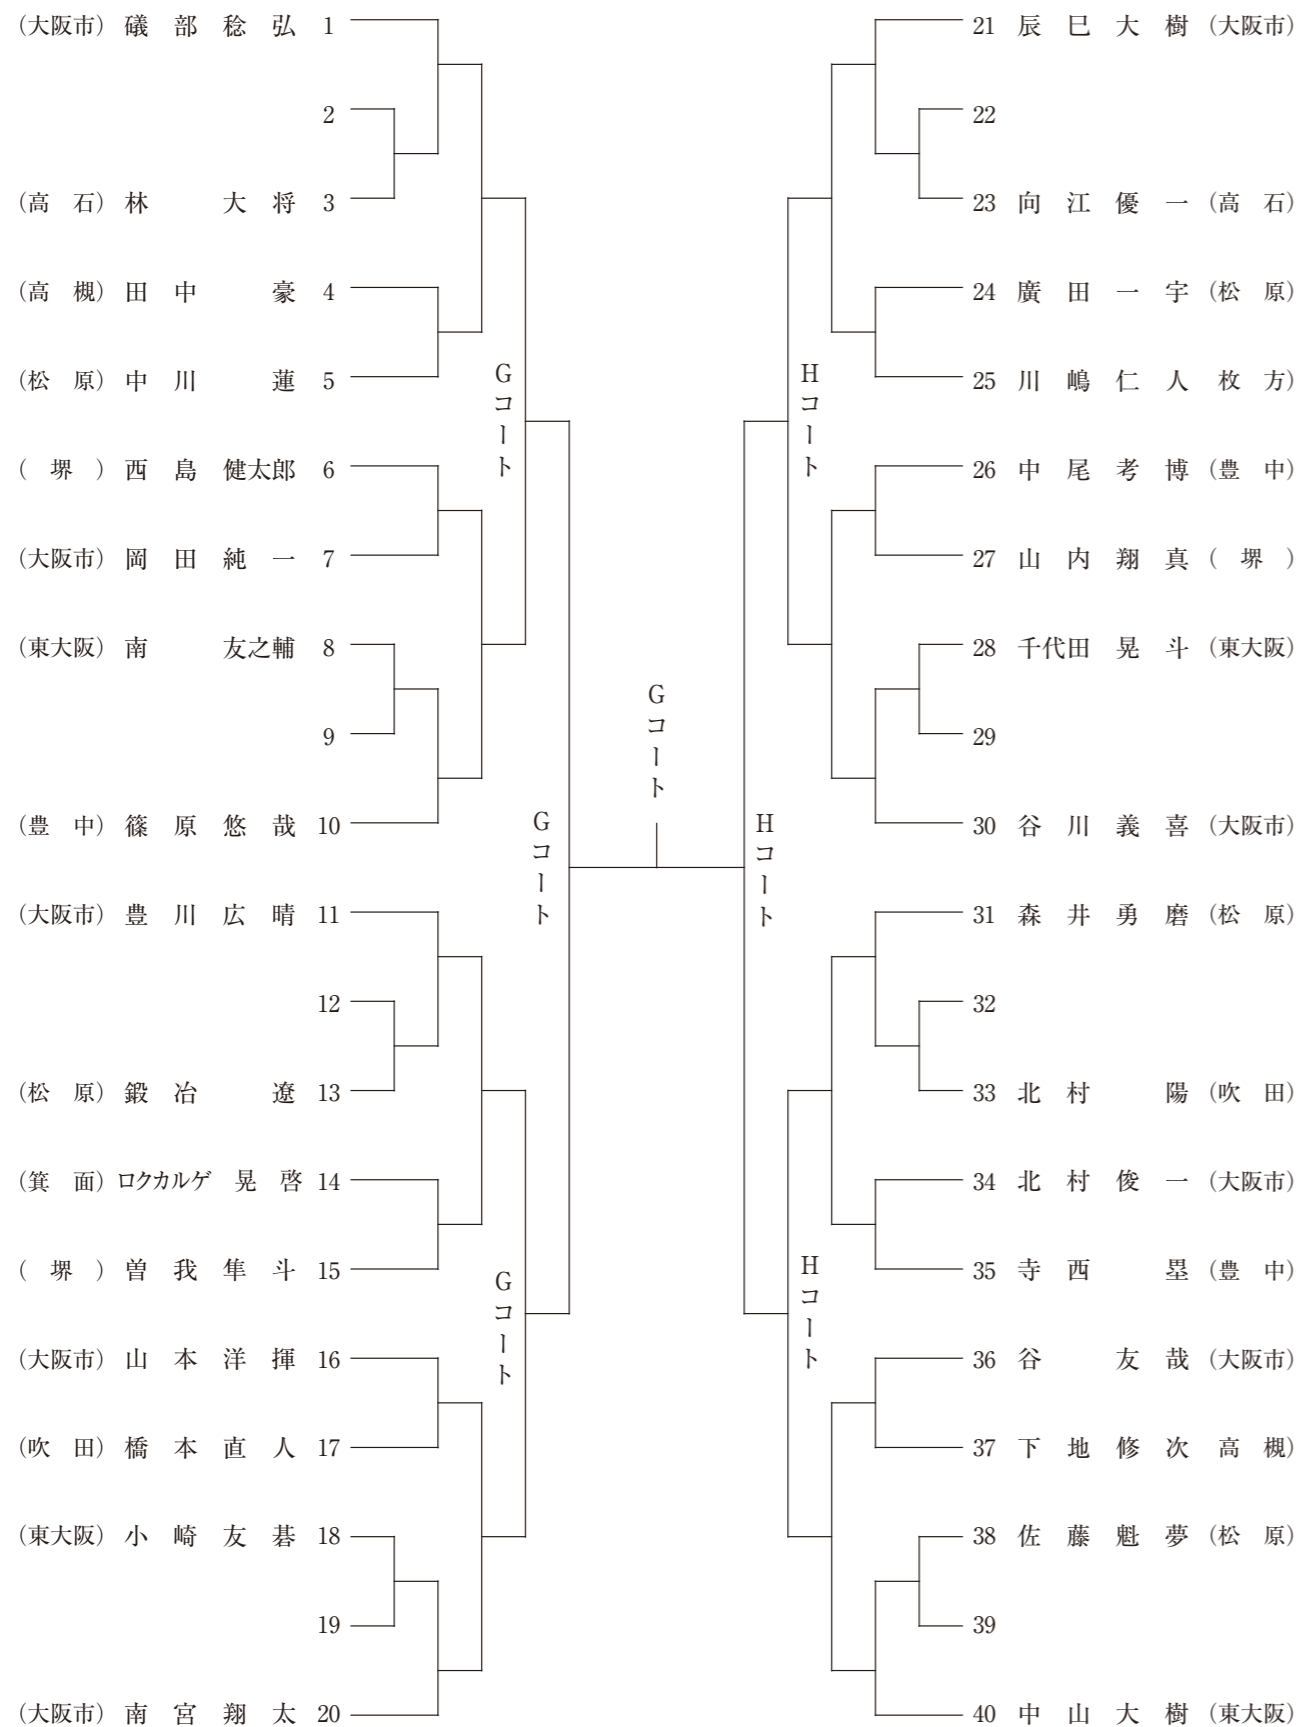 (大阪市) 礒部稔弘 1
2
(高石) 林 大将 3
(高槻) 田中 豪 4
(松原) 中川 蓮 5
(堺) 西島健太郎 6
(大阪市) 岡田純一 7
(東大阪) 南 友之輔 8
9
(豊中) 篠原悠哉 10
(大阪市) 豊川広晴 11
12
(松原) 鍛冶 遼 13
(箕面) ロクカルゲ 晃啓 14
(堺) 曽我隼斗 15
(大阪市) 山本洋揮 16
(吹田) 橋本直人 17
(東大阪) 小崎友碁 18
19
(大阪市) 南宮翔太 20
Gコート
Gコート
Gコート
Gコート
Hコート
Hコート
Hコート
21 辰巳大樹 (大阪市)
22
23 向江優一 (高石)
24 廣田一宇 (松原)
25 川嶋仁人 枚方)
26 中尾考博 (豊中)
27 山内翔真 (堺)
28 千代田晃斗 (東大阪)
29
30 谷川義喜 (大阪市)
31 森井勇磨 (松原)
32
33 北村 陽 (吹田)
34 北村俊一 (大阪市)
35 寺西 塁 (豊中)
36 谷 友哉 (大阪市)
37 下地修次 高槻)
38 佐藤魁夢 (松原)
39
40 中山大樹 (東大阪)